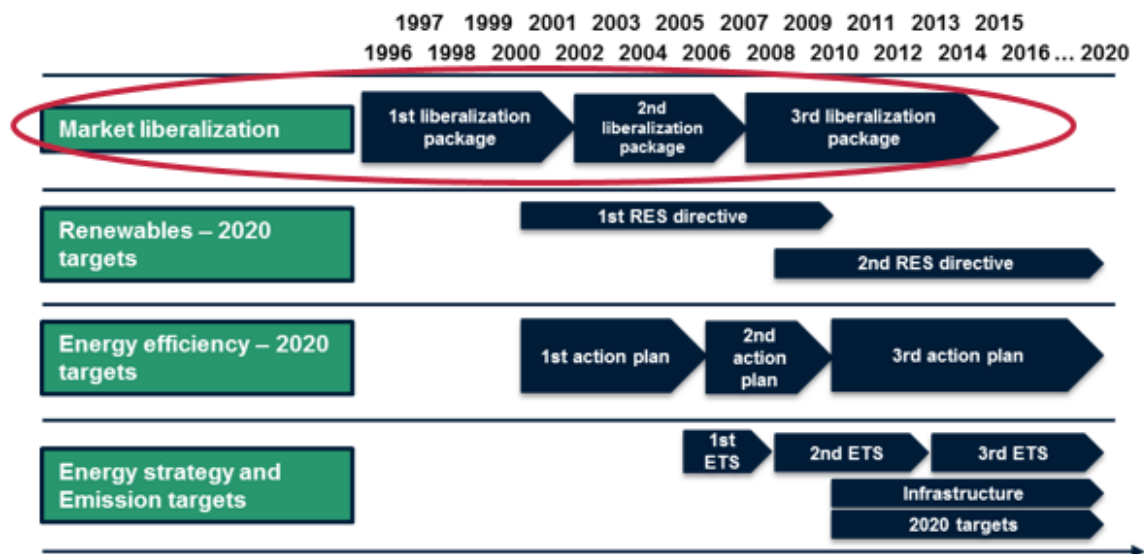 1997 1999 2001 2003 2005 2007 2009 2011 2013 2015
1996 1998 2000 2002 2004 2006 2008 2010 2012 2014 2016 ... 2020
Market liberalization
1st liberalization
package
2nd
liberalization
package
3rd liberalization
package
Renewables – 2020
targets
1st RES directive
2nd RES directive
Energy efficiency – 2020
targets
1st action plan
2nd
action
plan
3rd action plan
Energy strategy and
Emission targets
1st
ETS
2nd ETS
3rd ETS
Infrastructure
2020 targets